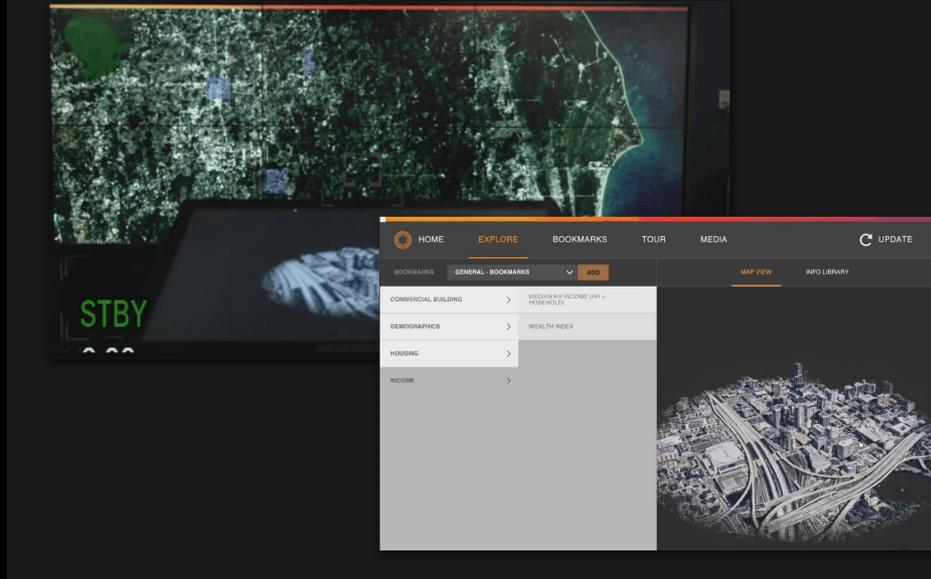 STBY
HOME EXPLORE BOOKMARKS TOUR MEDIA UPDATE
BOOKMARKS GENERAL - BOOKMARKS ADD MAP VIEW INFO LIBRARY
COMMERCIAL BUILDING
MEDIAN HH INCOME (HH =
HOSEHOLD)
DEMOGRAPHICS
WEALTH INDEX
HOUSING
INCOME